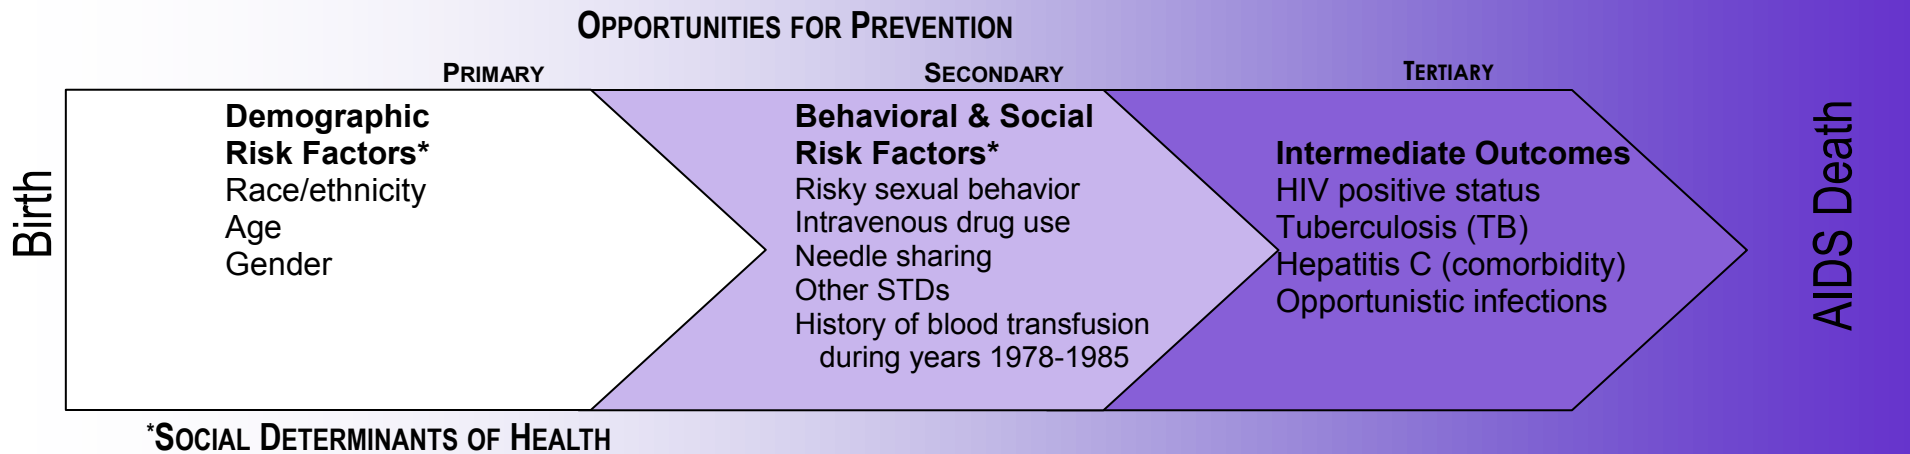 OPPORTUNITIES FOR PREVENTION
PRIMARY
SECONDARY
TERTIARY
Birth
Demographic
Risk Factors*
Race/ethnicity
Age
Gender
Behavioral & Social
Risk Factors*
Risky sexual behavior
Intravenous drug use
Needle sharing
Other STDs
History of blood transfusion
during years 1978-1985
Intermediate Outcomes
HIV positive status
Tuberculosis (TB)
Hepatitis C (comorbidity)
Opportunistic infections
AIDS Death
*SOCIAL DETERMINANTS OF HEALTH